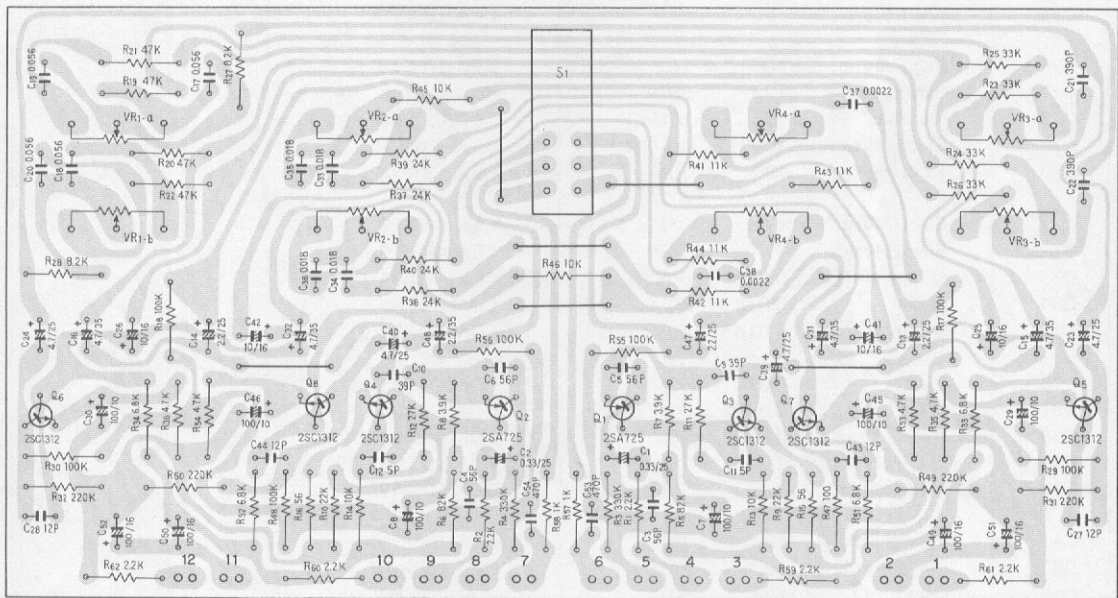 C19 0.056
R21 47K
C17 0.056
R27 8.2K
R19 47K
R45 10K
S1
C37 0.0022
R25 33K
R23 33K
C21 390P
VR1-a
VR2-a
VR4-a
VR3-a
C20 0.056
C18 0.056
R20 47K
R22 47K
C35 0.018
C33 0.018
R39 24K
R37 24K
R41 11K
R43 11K
R24 33K
R26 33K
C22 390P
VR1-b
VR2-b
VR4-b
VR3-b
R28 8.2K
C36 0.018
C34 0.018
R40 24K
R38 24K
R46 10K
R44 11K
C38
0.0022
R42 11K
R18 100K
R17 100K
C24
4.7/25
C16
4.7/35
C26
10/16
C14
2.2/25
C42
10/16
C32
4.7/35
C40
4.7/25
C48
2.2/35
R55 100K
R55 100K
C47
2.2/25
C31
4.7/35
C41
10/16
C13
2.2/25
C25
10/16
C15
4.7/35
C23
4.7/25
C10
39P
C6 56P
C5 56P
C9 39P
C39
4.7/25
Q6
2SC1312
C30
100/10
R34 6.8K
R36 4.7K
R54 4.7K
C46
100/10
Q8
2SC1312
Q4
2SC1312
R12 27K
R8 3.9K
Q2
2SA725
Q1
2SA725
R7 3.9K
R11 27K
Q3
2SC1312
Q7
2SC1312
C45
100/10
R53 4.7K
R35 4.7K
R33 6.8K
C29
100/10
Q5
2SC1312
R30 100K
R32 220K
C28 12P
R50 220K
C44 12P
C12 5P
C2
0.33/25
C1
0.33/25
C11 5P
C43 12P
R49 220K
R29 100K
R31 220K
C27 12P
C52
100/16
C50
100/16
R52 6.8K
R48 100
R16 56
R10 22K
R14 10K
C8
100/10
R6 82K
C4
56P
R2
2.2K
R4 330K
C54
470P
R58 1K
R57 1K
C53
470P
R3 330K
R1 2.2K
C3
56P
R5 82K
C7
100/10
R13 10K
R9 22K
R15 56
R47 100
R51 6.8K
C49
100/16
C51
100/16
R62 2.2K
12
11
R60 2.2K
10
9
8
7
6
5
4
3
R59 2.2K
2
1
R61 2.2K